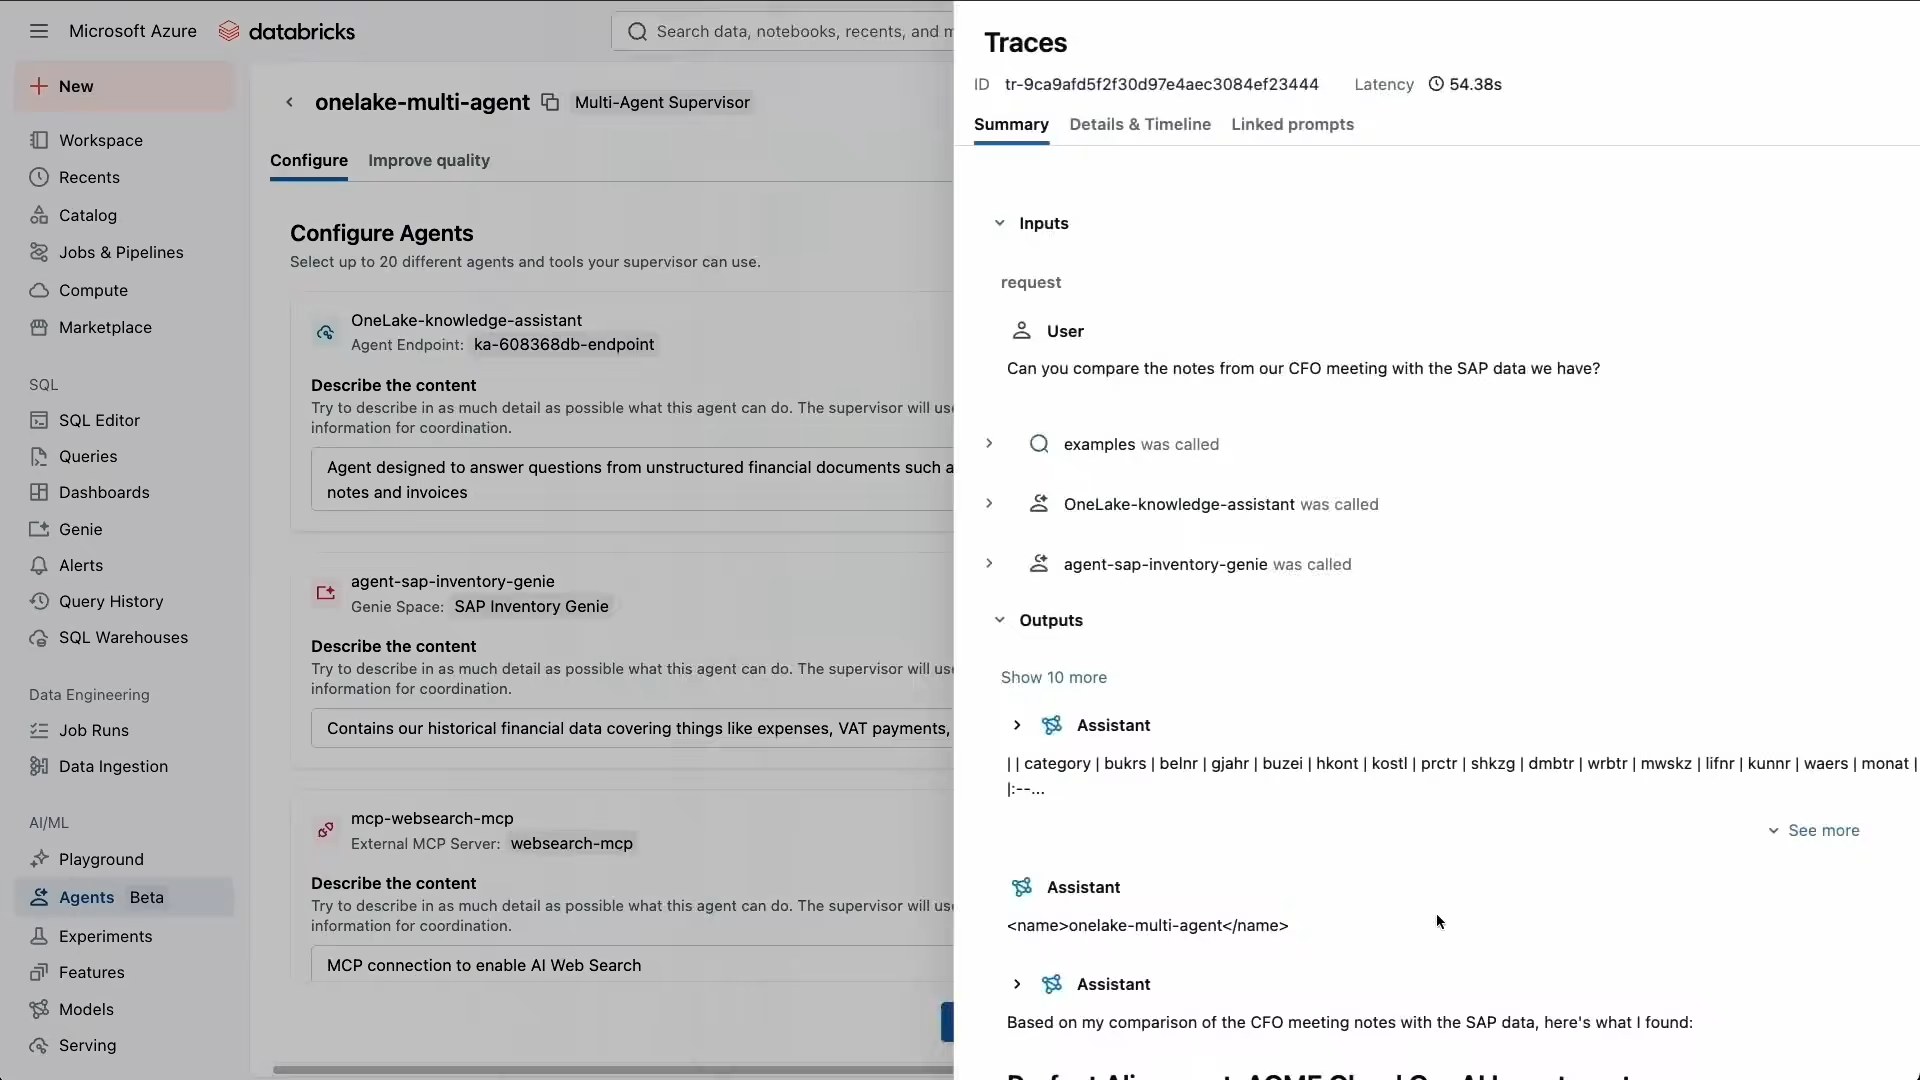 Microsoft Azure
databricks
Search data, notebooks, recents, and m
New
Workspace
Recents
Catalog
Jobs & Pipelines
Compute
Marketplace
SQL
SQL Editor
Queries
Dashboards
Genie
Alerts
Query History
SQL Warehouses
Data Engineering
Job Runs
Data Ingestion
AI/ML
Playground
Agents Beta
Experiments
Features
Models
Serving
onelake-multi-agent Multi-Agent Supervisor
Configure Improve quality
Configure Agents
Select up to 20 different agents and tools your supervisor can use.
OneLake-knowledge-assistant
Agent Endpoint: ka-608368db-endpoint
Describe the content
Try to describe in as much detail as possible what this agent can do. The supervisor will use
information for coordination.
Agent designed to answer questions from unstructured financial documents such a
notes and invoices
agent-sap-inventory-genie
Genie Space: SAP Inventory Genie
Describe the content
Try to describe in as much detail as possible what this agent can do. The supervisor will use
information for coordination.
Contains our historical financial data covering things like expenses, VAT payments,
mcp-websearch-mcp
External MCP Server: websearch-mcp
Describe the content
Try to describe in as much detail as possible what this agent can do. The supervisor will use
information for coordination.
MCP connection to enable AI Web Search
Traces
ID tr-9ca9afd5f2f30d97e4aec3084ef23444 Latency 54.38s
Summary Details & Timeline Linked prompts
Inputs
request
User
Can you compare the notes from our CFO meeting with the SAP data we have?
examples was called
OneLake-knowledge-assistant was called
agent-sap-inventory-genie was called
Outputs
Show 10 more
Assistant
| | category | bukrs | belnr | gjahr | buzei | hkont | kostl | prctr | shkzg | dmbtr | wrbtr | mwskz | lifnr | kunnr | waers | monat |
|:--...
See more
Assistant
<name>onelake-multi-agent</name>
Assistant
Based on my comparison of the CFO meeting notes with the SAP data, here's what I found: